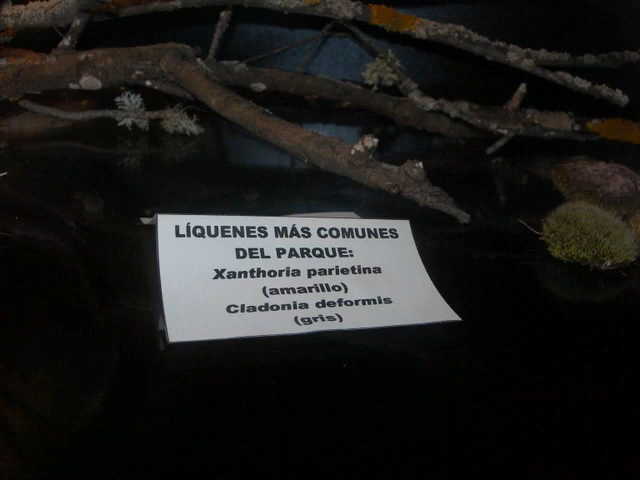 LÍQUENES MÁS COMUNES
DEL PARQUE:
Xanthoria parietina
(amarillo)
Cladonia deformis
(gris)